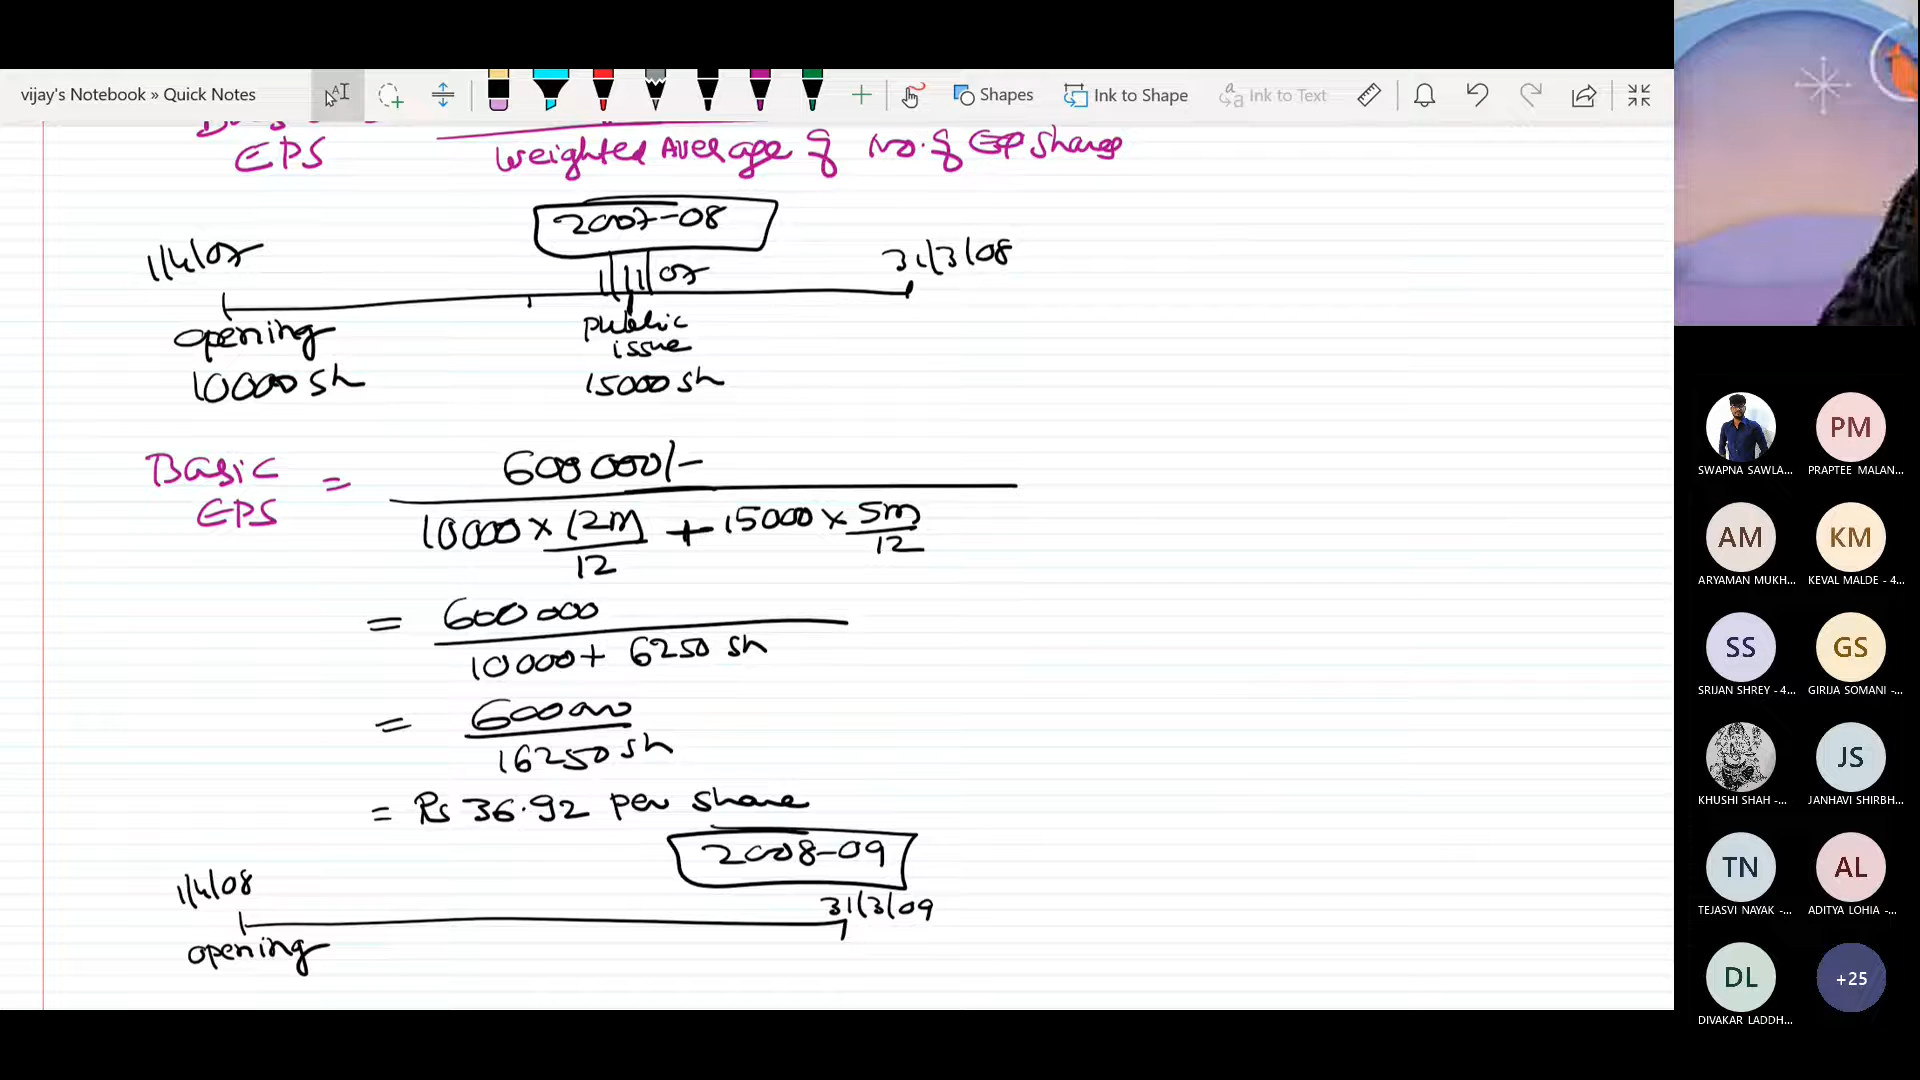 vijay's Notebook » Quick Notes
Shapes
Ink to Shape
Ink to Text
EPS
Weighted Average of No. of Eq Shares
2007-08
1/4/07
1/11/07
31/3/08
opening
10000 sh
public
issue
15000 sh
Basic
EPS
= 600000/-
10000 × 12m/12 + 15000 × 5m/12
= 600000
10000 + 6250 sh
= 600000
16250 sh
= Rs 36.92 per share
2008-09
1/4/08
31/3/09
opening
SWAPNA SAWLA...
PM
PRAPTEE MALAN...
AM
ARYAMAN MUKH...
KM
KEVAL MALDE - 4...
SS
SRIJAN SHREY - 4...
GS
GIRIJA SOMANI -...
KHUSHI SHAH -...
JS
JANHAVI SHIRBH...
TN
TEJASVI NAYAK -...
AL
ADITYA LOHIA -...
DL
DIVAKAR LADDH...
+25